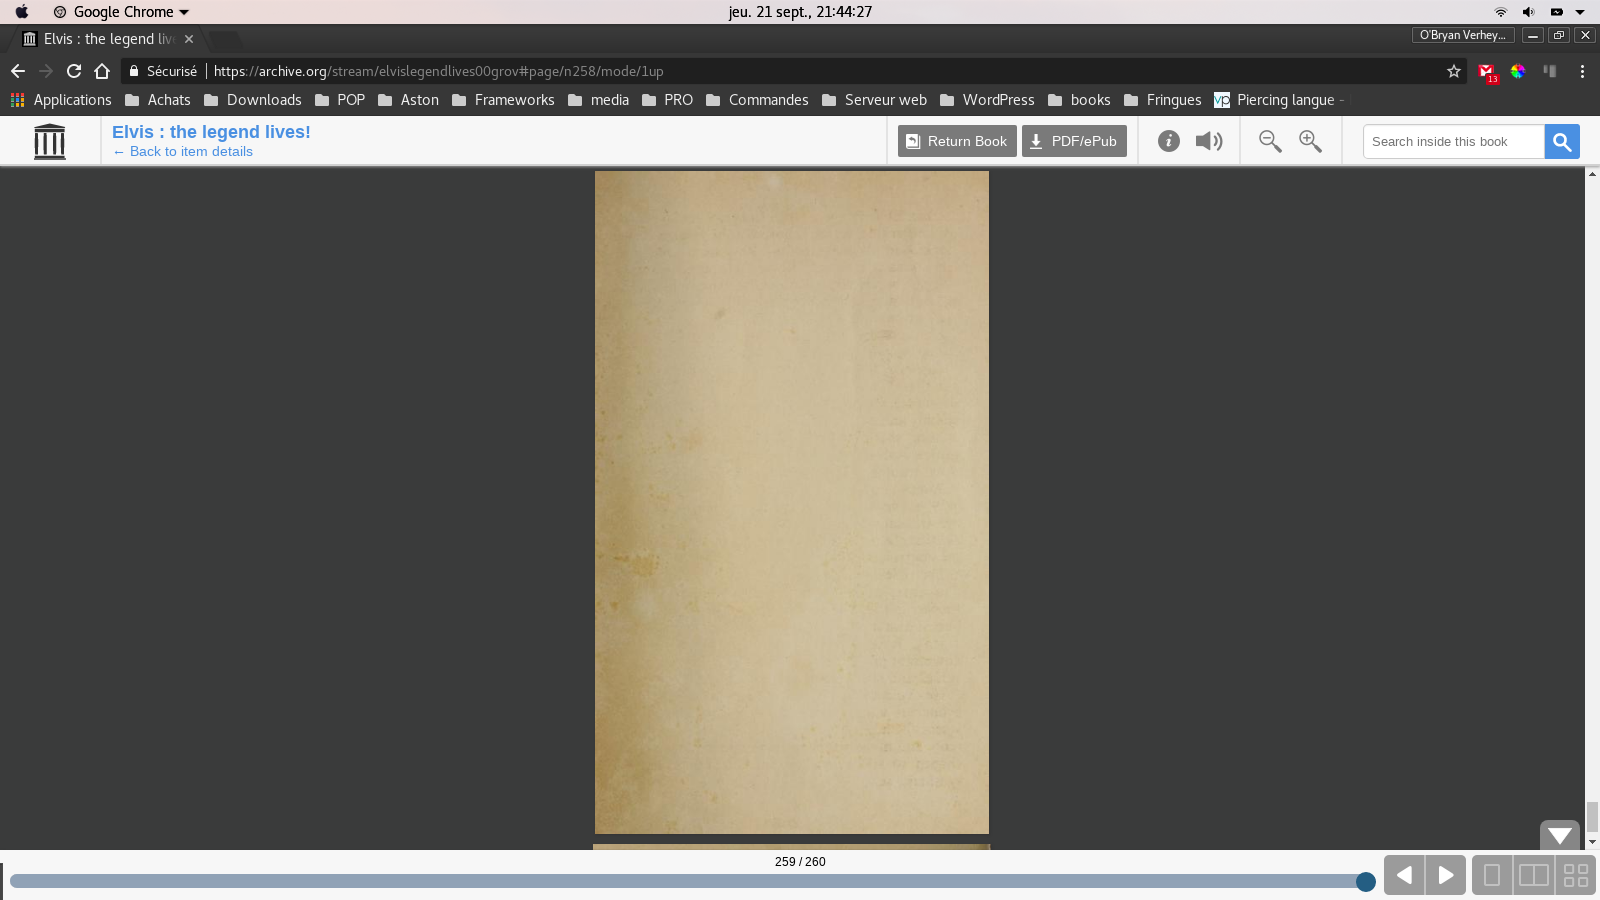 Google Chrome
jeu. 21 sept., 21:44:27
Elvis : the legend liv
O'Bryan Verhey...
Sécurisé
https://archive.org/stream/elvislegendlives00grov#page/n258/mode/1up
13
Applications
Achats
Downloads
POP
Aston
Frameworks
media
PRO
Commandes
Serveur web
WordPress
books
Fringues
vp
Piercing langue -
Elvis : the legend lives!
← Back to item details
Return Book
PDF/ePub
Search inside this book
259 / 260